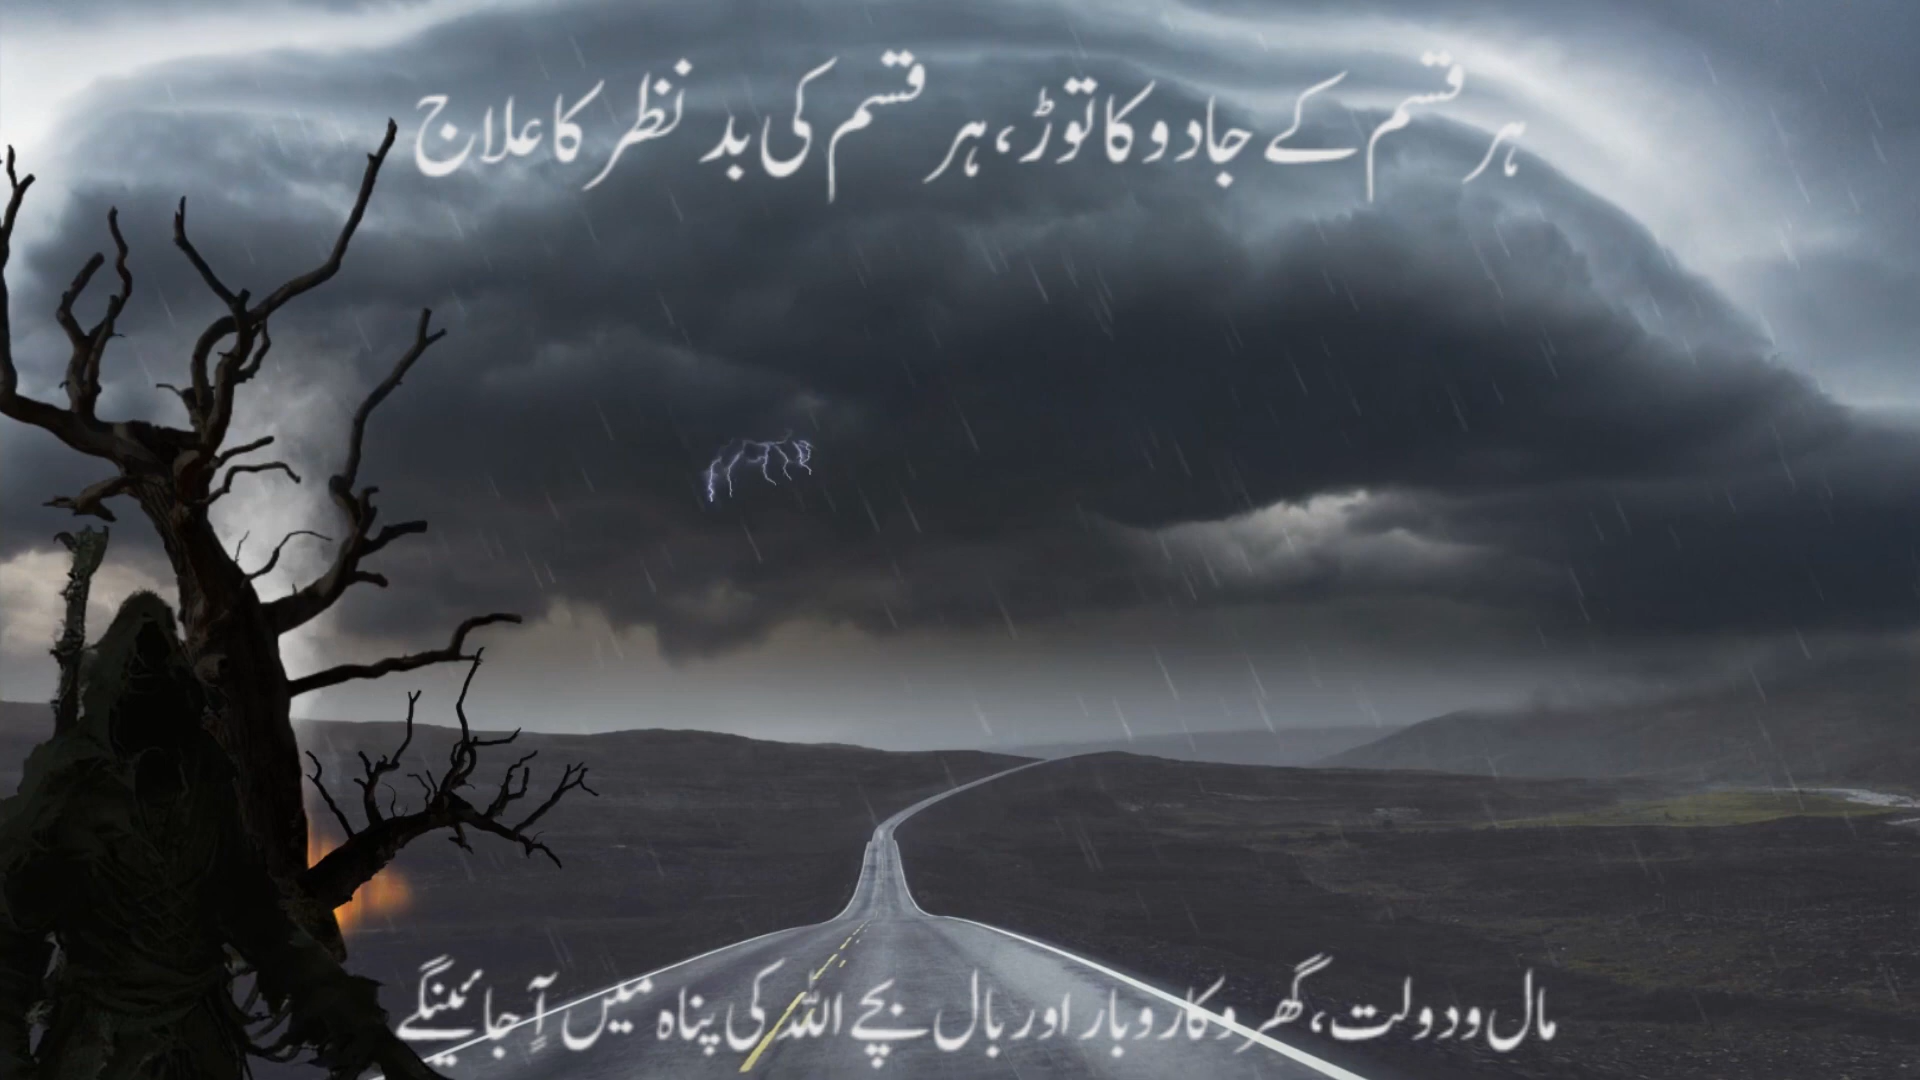 ہر قسم کے جادو کا توڑ، ہر قسم کی بد نظر کا علاج
مال و دولت، گھر و کاروبار اور بال بچے اللہ کی پناہ میں آجائینگے